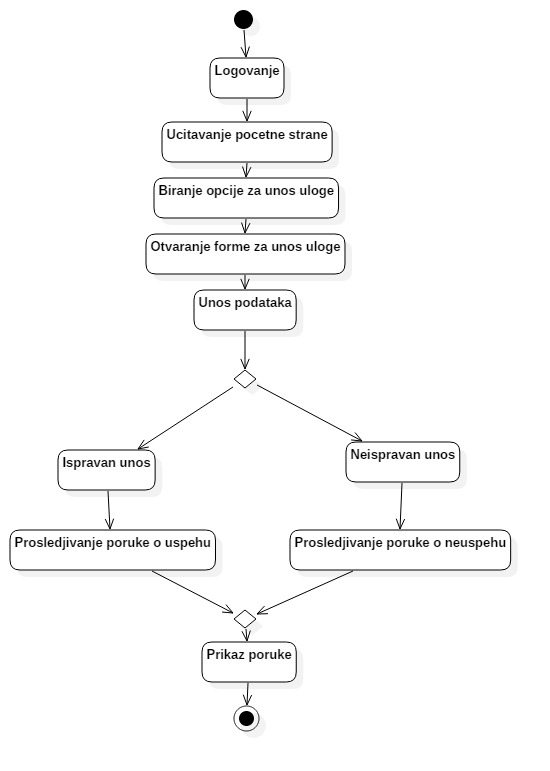 Logovanje
Ucitavanje pocetne strane
Biranje opcije za unos uloge
Otvaranje forme za unos uloge
Unos podataka
Ispravan unos
Neispravan unos
Prosledjivanje poruke o uspehu
Prosledjivanje poruke o neuspehu
Prikaz poruke